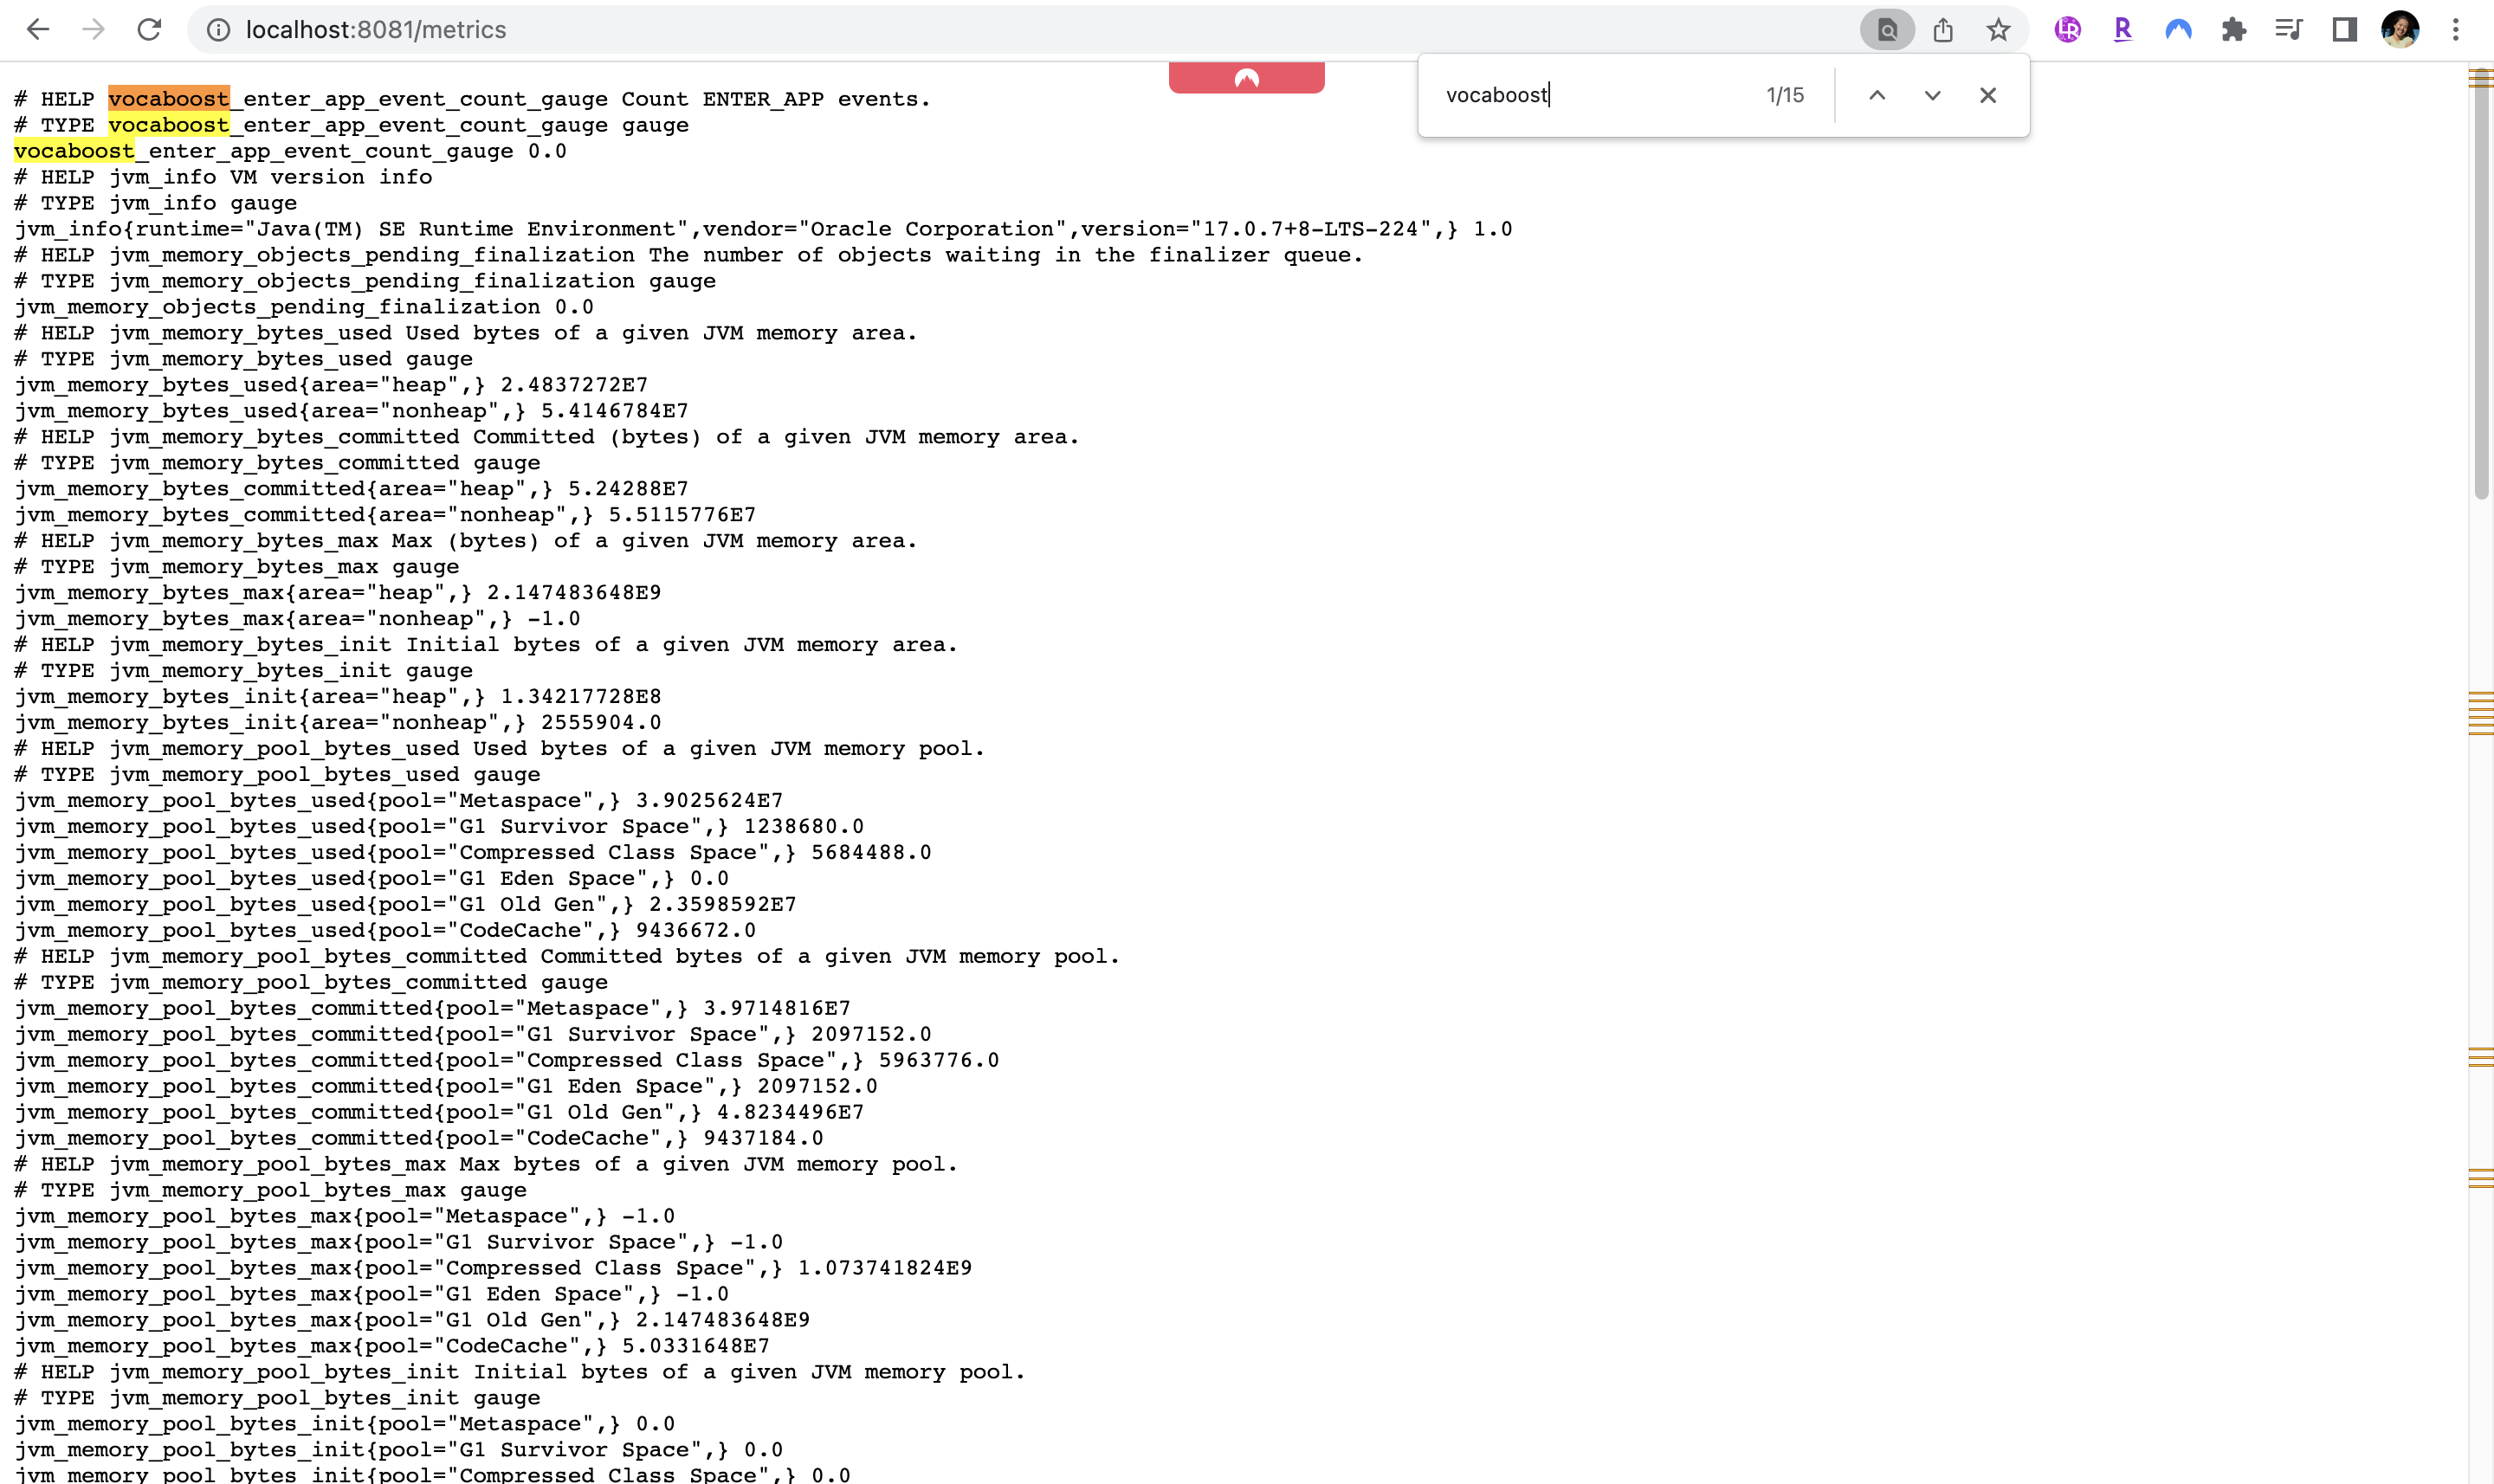 localhost:8081/metrics
vocaboost 1/15
# HELP vocaboost_enter_app_event_count_gauge Count ENTER_APP events.
# TYPE vocaboost_enter_app_event_count_gauge gauge
vocaboost_enter_app_event_count_gauge 0.0
# HELP jvm_info VM version info
# TYPE jvm_info gauge
jvm_info{runtime="Java(TM) SE Runtime Environment",vendor="Oracle Corporation",version="17.0.7+8-LTS-224",} 1.0
# HELP jvm_memory_objects_pending_finalization The number of objects waiting in the finalizer queue.
# TYPE jvm_memory_objects_pending_finalization gauge
jvm_memory_objects_pending_finalization 0.0
# HELP jvm_memory_bytes_used Used bytes of a given JVM memory area.
# TYPE jvm_memory_bytes_used gauge
jvm_memory_bytes_used{area="heap",} 2.4837272E7
jvm_memory_bytes_used{area="nonheap",} 5.4146784E7
# HELP jvm_memory_bytes_committed Committed (bytes) of a given JVM memory area.
# TYPE jvm_memory_bytes_committed gauge
jvm_memory_bytes_committed{area="heap",} 5.24288E7
jvm_memory_bytes_committed{area="nonheap",} 5.5115776E7
# HELP jvm_memory_bytes_max Max (bytes) of a given JVM memory area.
# TYPE jvm_memory_bytes_max gauge
jvm_memory_bytes_max{area="heap",} 2.147483648E9
jvm_memory_bytes_max{area="nonheap",} -1.0
# HELP jvm_memory_bytes_init Initial bytes of a given JVM memory area.
# TYPE jvm_memory_bytes_init gauge
jvm_memory_bytes_init{area="heap",} 1.34217728E8
jvm_memory_bytes_init{area="nonheap",} 2555904.0
# HELP jvm_memory_pool_bytes_used Used bytes of a given JVM memory pool.
# TYPE jvm_memory_pool_bytes_used gauge
jvm_memory_pool_bytes_used{pool="Metaspace",} 3.9025624E7
jvm_memory_pool_bytes_used{pool="G1 Survivor Space",} 1238680.0
jvm_memory_pool_bytes_used{pool="Compressed Class Space",} 5684488.0
jvm_memory_pool_bytes_used{pool="G1 Eden Space",} 0.0
jvm_memory_pool_bytes_used{pool="G1 Old Gen",} 2.3598592E7
jvm_memory_pool_bytes_used{pool="CodeCache",} 9436672.0
# HELP jvm_memory_pool_bytes_committed Committed bytes of a given JVM memory pool.
# TYPE jvm_memory_pool_bytes_committed gauge
jvm_memory_pool_bytes_committed{pool="Metaspace",} 3.9714816E7
jvm_memory_pool_bytes_committed{pool="G1 Survivor Space",} 2097152.0
jvm_memory_pool_bytes_committed{pool="Compressed Class Space",} 5963776.0
jvm_memory_pool_bytes_committed{pool="G1 Eden Space",} 2097152.0
jvm_memory_pool_bytes_committed{pool="G1 Old Gen",} 4.8234496E7
jvm_memory_pool_bytes_committed{pool="CodeCache",} 9437184.0
# HELP jvm_memory_pool_bytes_max Max bytes of a given JVM memory pool.
# TYPE jvm_memory_pool_bytes_max gauge
jvm_memory_pool_bytes_max{pool="Metaspace",} -1.0
jvm_memory_pool_bytes_max{pool="G1 Survivor Space",} -1.0
jvm_memory_pool_bytes_max{pool="Compressed Class Space",} 1.073741824E9
jvm_memory_pool_bytes_max{pool="G1 Eden Space",} -1.0
jvm_memory_pool_bytes_max{pool="G1 Old Gen",} 2.147483648E9
jvm_memory_pool_bytes_max{pool="CodeCache",} 5.0331648E7
# HELP jvm_memory_pool_bytes_init Initial bytes of a given JVM memory pool.
# TYPE jvm_memory_pool_bytes_init gauge
jvm_memory_pool_bytes_init{pool="Metaspace",} 0.0
jvm_memory_pool_bytes_init{pool="G1 Survivor Space",} 0.0
jvm_memory_pool_bytes_init{pool="Compressed Class Space",} 0.0